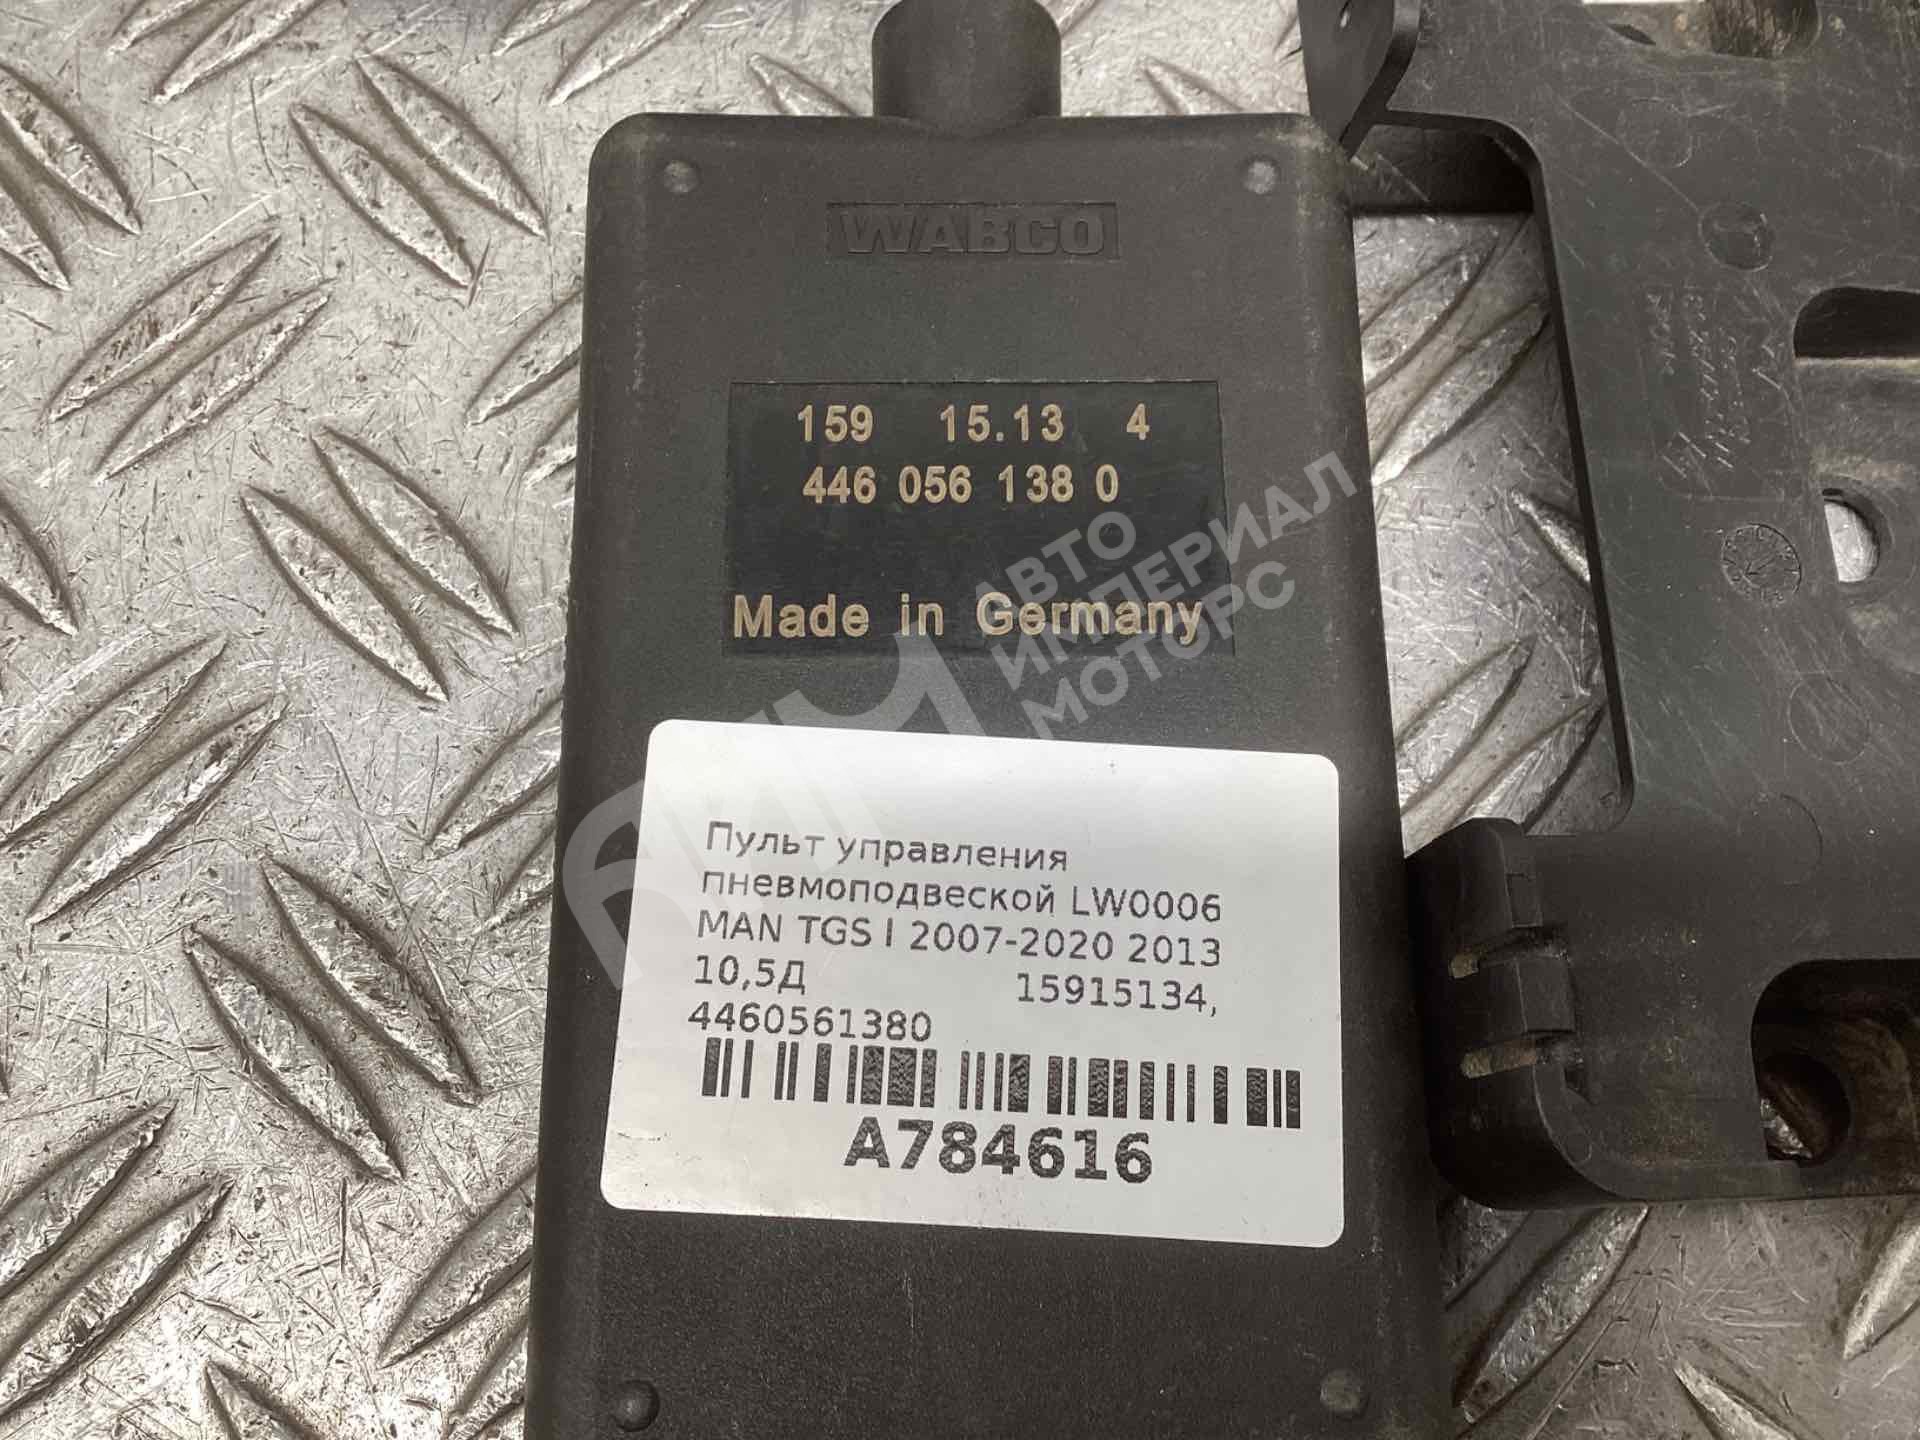 WABCO
159 15.13 4
446 056 138 0
Made in Germany
АВТО
ИМПЕРИАЛ
МОТОРС
АИМ
Пульт управления
пневмоподвеской LW0006
MAN TGS I 2007-2020 2013
10,5Д 15915134,
4460561380
A784616